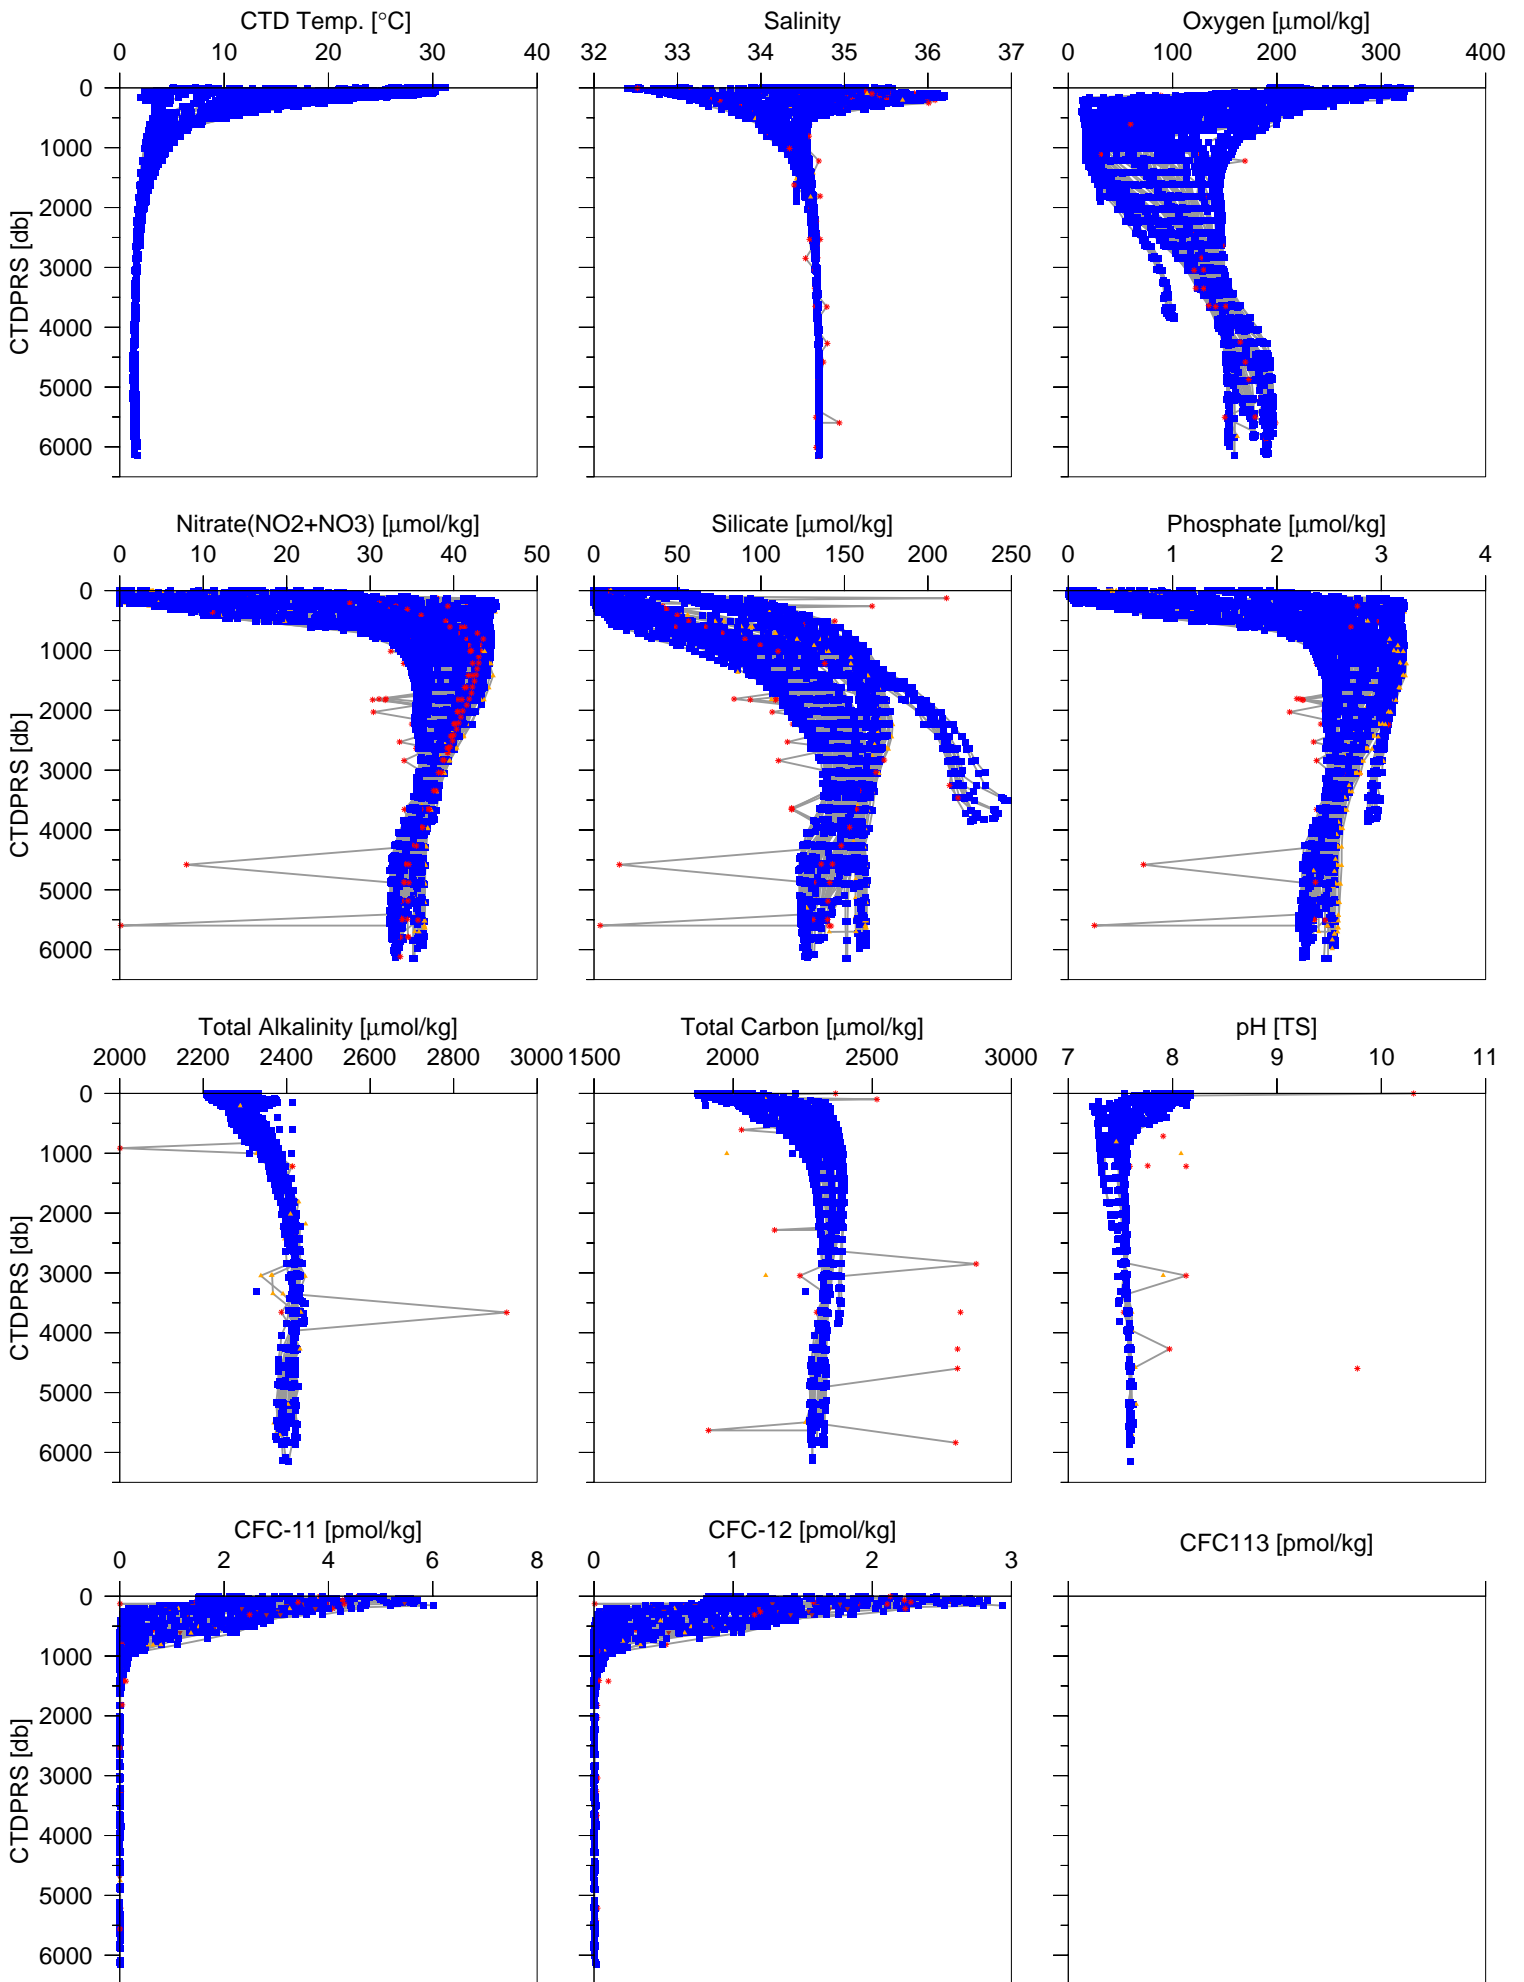 CTD Temp. [°C] Salinity Oxygen [μmol/kg]
0 10 20 30 40 32 33 34 35 36 37 0 100 200 300 400
0
1000
2000
3000
4000
5000
6000
CTDPRS [db]
Nitrate(NO2+NO3) [μmol/kg] Silicate [μmol/kg] Phosphate [μmol/kg]
0 10 20 30 40 50 0 50 100 150 200 250 0 1 2 3 4
0
1000
2000
3000
4000
5000
6000
CTDPRS [db]
Total Alkalinity [μmol/kg] Total Carbon [μmol/kg] pH [TS]
2000 2200 2400 2600 2800 3000 1500 2000 2500 3000 7 8 9 10 11
0
1000
2000
3000
4000
5000
6000
CTDPRS [db]
CFC-11 [pmol/kg] CFC-12 [pmol/kg] CFC113 [pmol/kg]
0 2 4 6 8 0 1 2 3
0
1000
2000
3000
4000
5000
6000
CTDPRS [db]